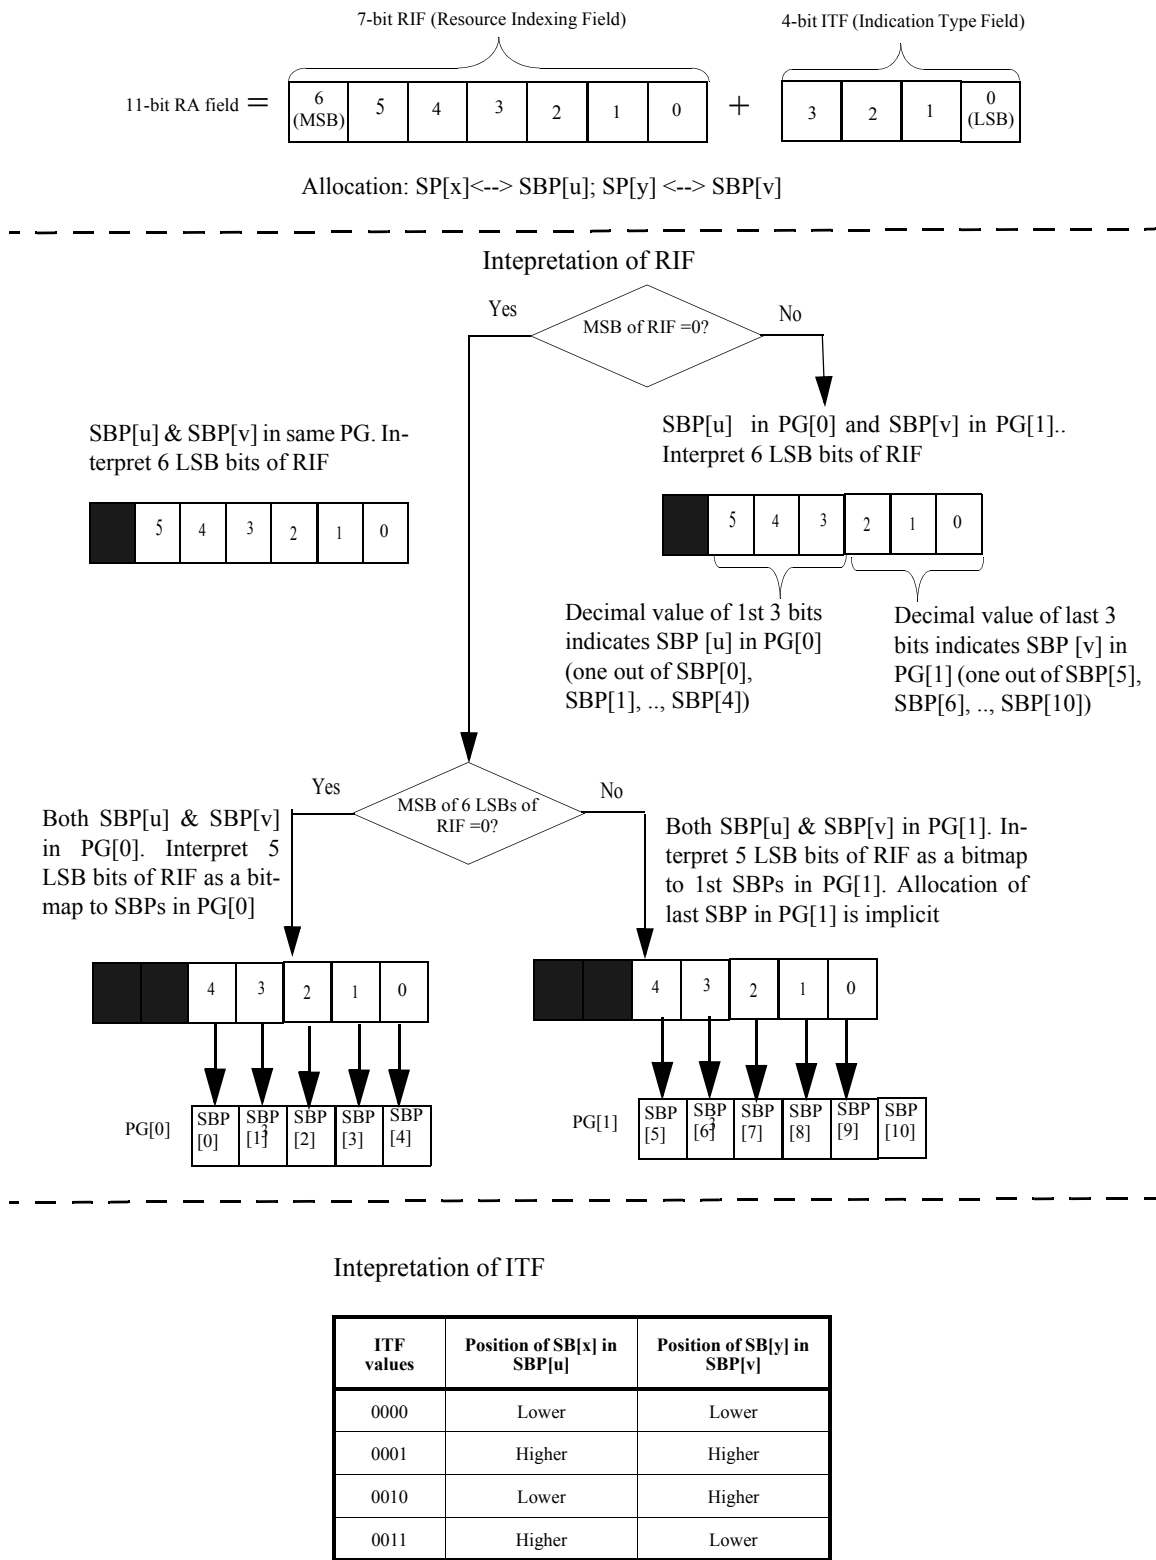 7-bit RIF (Resource Indexing Field)
4-bit ITF (Indication Type Field)
11-bit RA field =
6 (MSB) 5 4 3 2 1 0
+
3 2 1 0 (LSB)
Allocation: SP[x]<--> SBP[u]; SP[y] <--> SBP[v]
Intepretation of RIF
Yes
MSB of RIF =0?
No
SBP[u] & SBP[v] in same PG. In-
terpret 6 LSB bits of RIF
5 4 3 2 1 0
SBP[u] in PG[0] and SBP[v] in PG[1]..
Interpret 6 LSB bits of RIF
5 4 3 2 1 0
Decimal value of 1st 3 bits
indicates SBP [u] in PG[0]
(one out of SBP[0],
SBP[1], .., SBP[4])
Decimal value of last 3
bits indicates SBP [v] in
PG[1] (one out of SBP[5],
SBP[6], .., SBP[10])
Yes
MSB of 6 LSBs of
RIF =0?
No
Both SBP[u] & SBP[v]
in PG[0]. Interpret 5
LSB bits of RIF as a bit-
map to SBPs in PG[0]
Both SBP[u] & SBP[v] in PG[1]. In-
terpret 5 LSB bits of RIF as a bitmap
to 1st SBPs in PG[1]. Allocation of
last SBP in PG[1] is implicit
4 3 2 1 0
4 3 2 1 0
PG[0]
SBP SBP SBP SBP SBP
[0] [1] 3 [2] [3] [4]
PG[1]
SBP SBP SBP SBP SBP SBP
[5] [6] 3 [7] [8] [9] [10]
Intepretation of ITF
ITF values
Position of SB[x] in SBP[u]
Position of SB[y] in SBP[v]
0000 Lower Lower
0001 Higher Higher
0010 Lower Higher
0011 Higher Lower